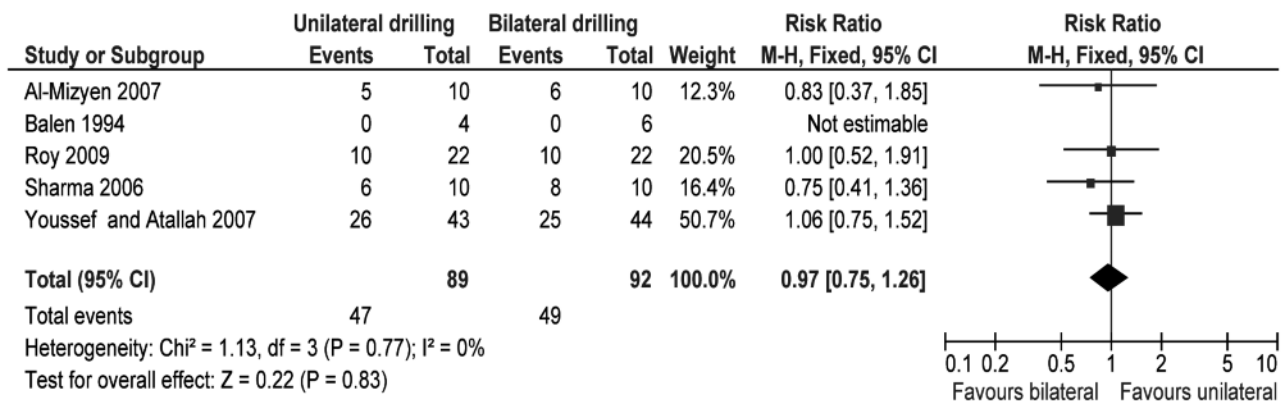 Unilateral drilling Bilateral drilling Risk Ratio Risk Ratio
Study or Subgroup Events Total Events Total Weight M-H, Fixed, 95% CI M-H, Fixed, 95% CI
Al-Mizyen 2007 5 10 6 10 12.3% 0.83 [0.37, 1.85]
Balen 1994 0 4 0 6 Not estimable
Roy 2009 10 22 10 22 20.5% 1.00 [0.52, 1.91]
Sharma 2006 6 10 8 10 16.4% 0.75 [0.41, 1.36]
Youssef and Atallah 2007 26 43 25 44 50.7% 1.06 [0.75, 1.52]
Total (95% CI) 89 92 100.0% 0.97 [0.75, 1.26]
Total events 47 49
Heterogeneity: Chi² = 1.13, df = 3 (P = 0.77); I² = 0%
Test for overall effect: Z = 0.22 (P = 0.83)
0.1 0.2 0.5 1 2 5 10
Favours bilateral Favours unilateral